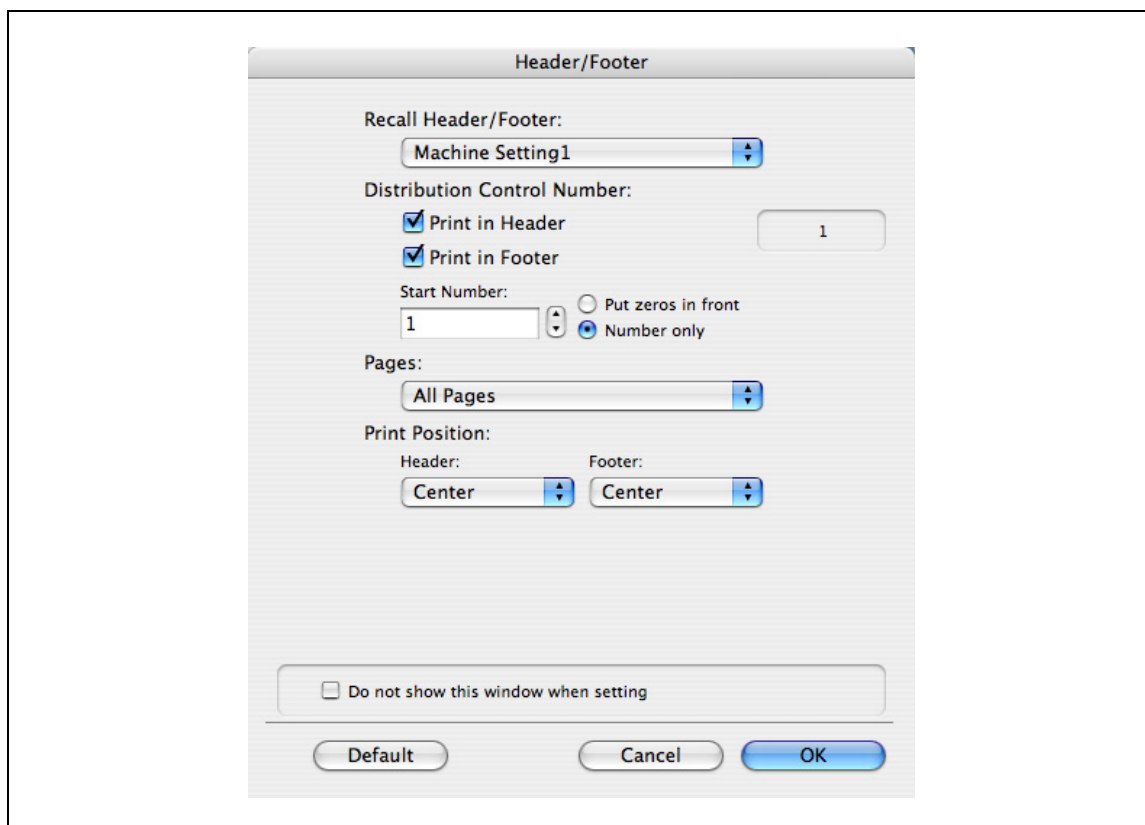 Header/Footer
Recall Header/Footer:
Machine Setting1
Distribution Control Number:
Print in Header
1
Print in Footer
Start Number:
1
Put zeros in front
Number only
Pages:
All Pages
Print Position:
Header: Footer:
Center Center
Do not show this window when setting
Default Cancel OK